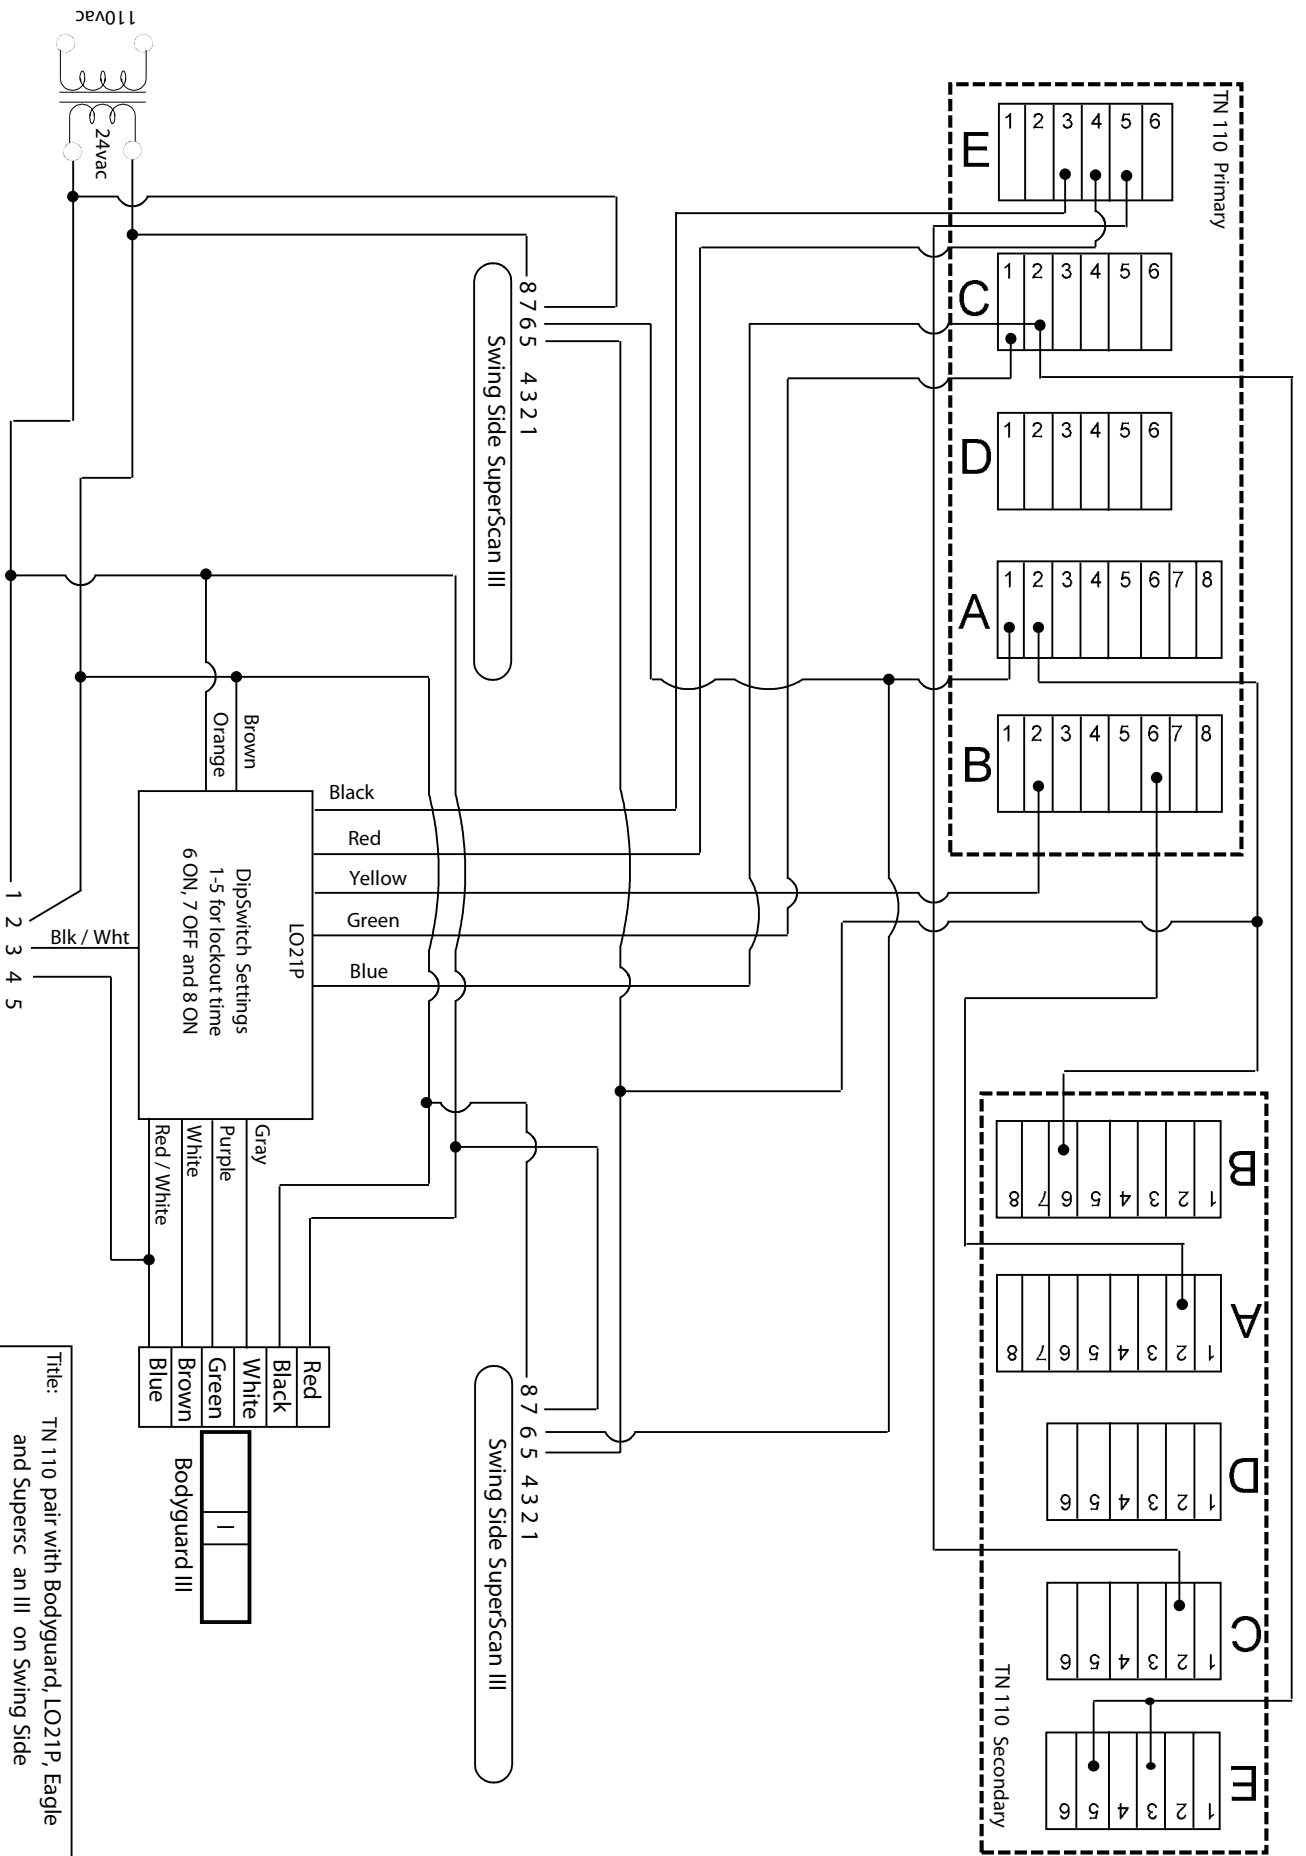 110vac
24vac
TN 110 Primary
E
1 2 3 4 5 6
C
1 2 3 4 5 6
D
1 2 3 4 5 6
A
1 2 3 4 5 6 7 8
B
1 2 3 4 5 6 7 8
8 7 6 5 4 3 2 1
Swing Side SuperScan III
Brown
Orange
Black
Red
Yellow
Green
Blue
LO21P
DipSwitch Settings
1-5 for lockout time
6 ON, 7 OFF and 8 ON
Blk / Wht
1 2 3 4 5
Gray
Purple
White
Red / White
Red
Black
White
Green
Brown
Blue
Bodyguard III
8 7 6 5 4 3 2 1
Swing Side SuperScan III
B
8 7 6 5 4 3 2 1
A
8 7 6 5 4 3 2 1
D
6 5 4 3 2 1
C
6 5 4 3 2 1
E
6 5 4 3 2 1
TN 110 Secondary
Title: TN 110 pair with Bodyguard, LO21P, Eagle
and Supersc an III on Swing Side